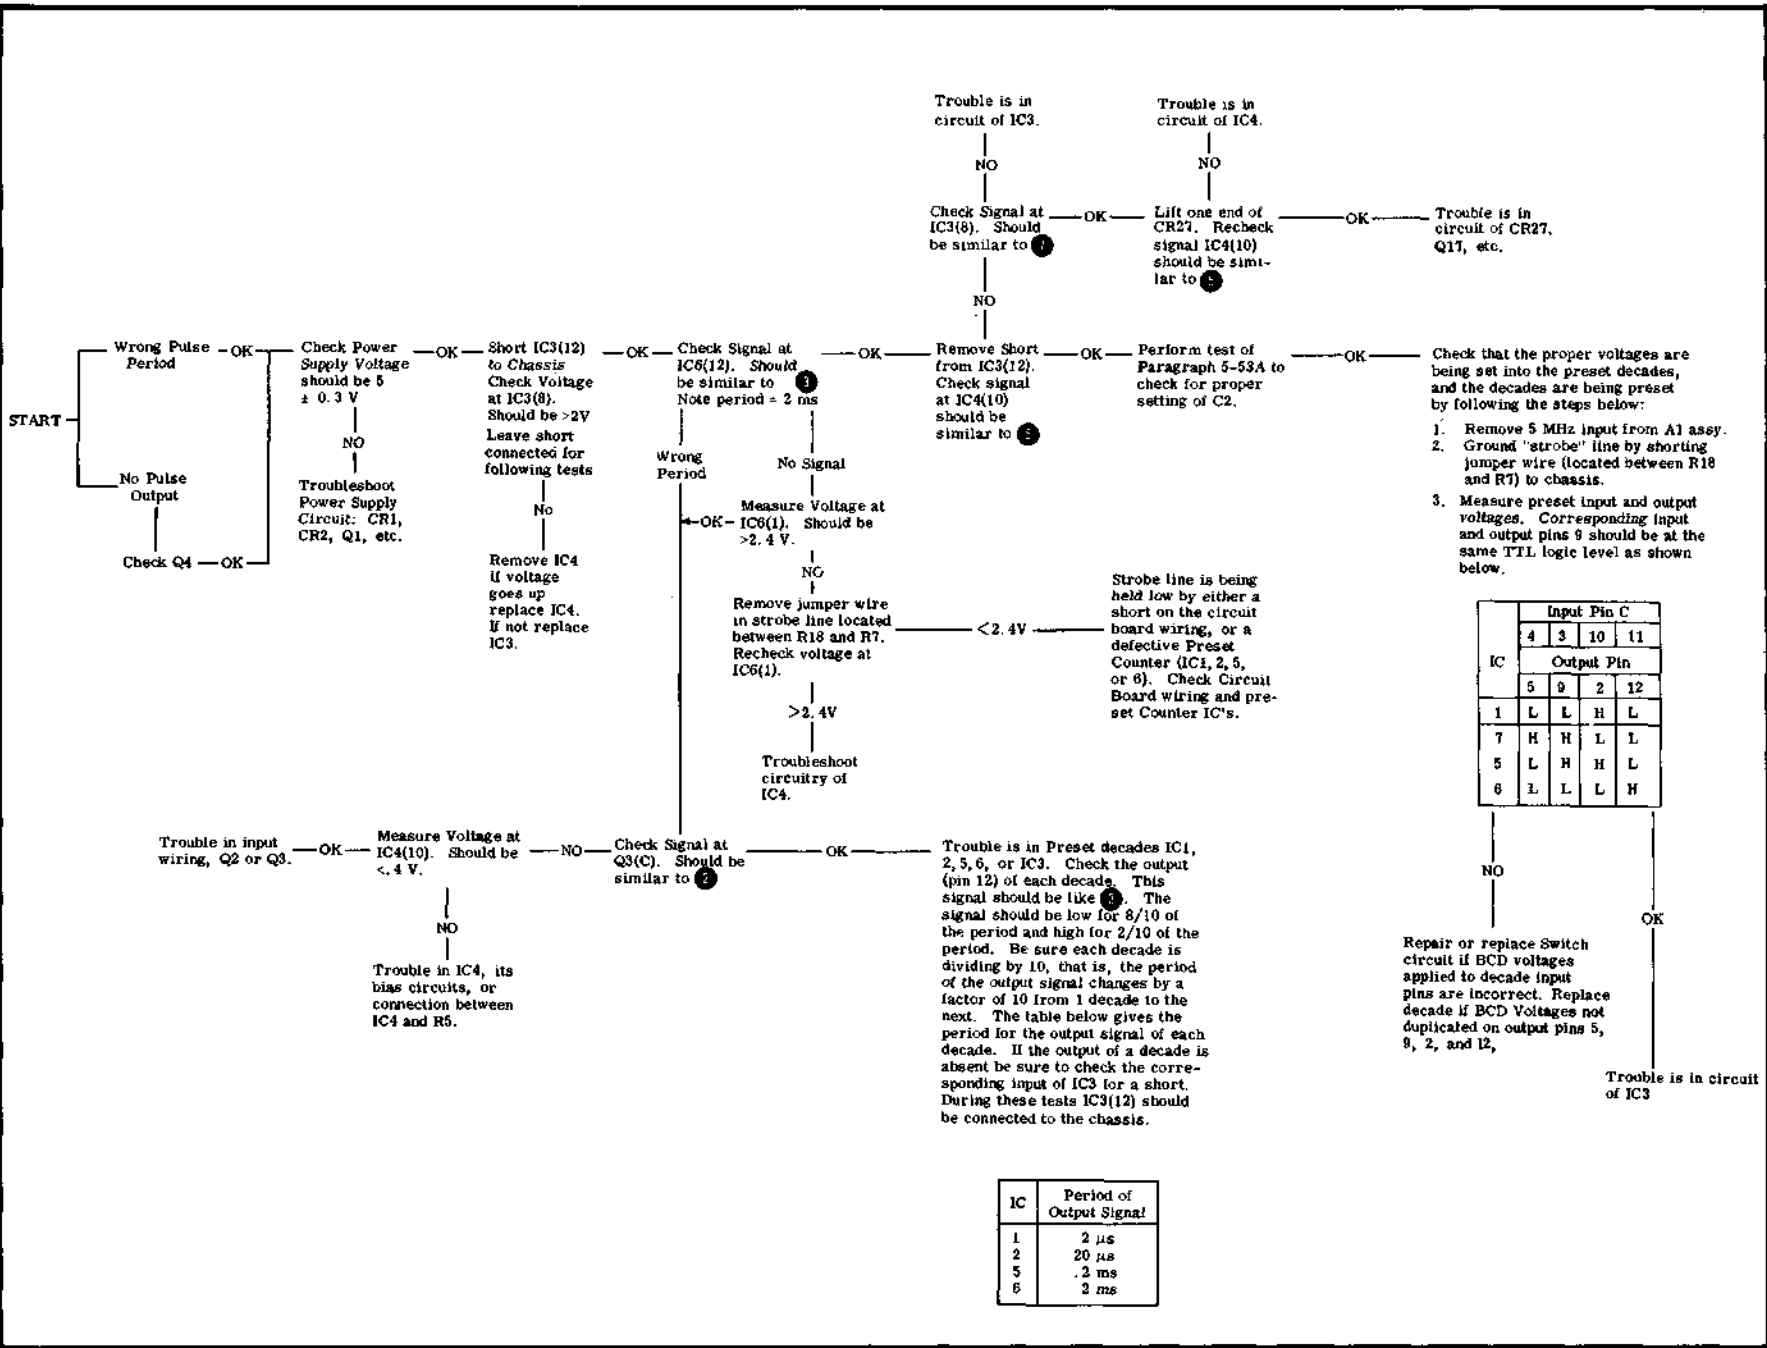 Trouble is in
circuit of IC3.
NO
Check Signal at
IC3(8). Should
be similar to
OK
Trouble is in
circuit of IC4.
NO
Lift one end of
CR27. Recheck
signal IC4(10)
should be simi-
lar to
OK
Trouble is in
circuit of CR27,
Q17, etc.
NO
START
Wrong Pulse
Period
OK
No Pulse
Output
Check Q4
OK
Check Power
Supply Voltage
should be 5
± 0.3 V
NO
Troubleshoot
Power Supply
Circuit: CR1,
CR2, Q1, etc.
OK
Short IC3(12)
to Chassis
Check Voltage
at IC3(8).
Should be >2V
Leave short
connected for
following tests
No
Remove IC4
if voltage
goes up
replace IC4.
If not replace
IC3.
OK
Check Signal at
IC6(12). Should
be similar to 3
Note period = 2 ms
Wrong
Period
No Signal
OK
Measure Voltage at
IC6(1). Should be
>2.4 V.
NO
Remove jumper wire
in strobe line located
between R18 and R7.
Recheck voltage at
IC6(1).
>2.4V
Troubleshoot
circuitry of
IC4.
<2.4V
Strobe line is being
held low by either a
short on the circuit
board wiring, or a
defective Preset
Counter (IC1, 2, 5,
or 6). Check Circuit
Board wiring and pre-
set Counter IC's.
OK
Remove Short
from IC3(12).
Check signal
at IC4(10)
should be
similar to
OK
Perform test of
Paragraph 5-53A to
check for proper
setting of C2.
OK
Check that the proper voltages are
being set into the preset decades,
and the decades are being preset
by following the steps below:
1. Remove 5 MHz input from A1 assy.
2. Ground "strobe" line by shorting
jumper wire (located between R18
and R7) to chassis.
3. Measure preset input and output
voltages. Corresponding input
and output pins 9 should be at the
same TTL logic level as shown
below.
IC Input Pin C
4 3 10 11
Output Pin
5 9 2 12
1 L L H L
7 H H L L
5 L H H L
6 L L L H
NO
Repair or replace Switch
circuit if BCD voltages
applied to decade input
pins are incorrect. Replace
decade if BCD Voltages not
duplicated on output pins 5,
9, 2, and 12,
OK
Trouble is in circuit
of IC3
Trouble in input
wiring, Q2 or Q3.
OK
Measure Voltage at
IC4(10). Should be
<.4 V.
NO
Trouble in IC4, its
bias circuits, or
connection between
IC4 and R5.
NO
Check Signal at
Q3(C). Should be
similar to 2
OK
Trouble is in Preset decades IC1,
2, 5, 6, or IC3. Check the output
(pin 12) of each decade. This
signal should be like 3. The
signal should be low for 8/10 of
the period and high for 2/10 of the
period. Be sure each decade is
dividing by 10, that is, the period
of the output signal changes by a
factor of 10 from 1 decade to the
next. The table below gives the
period for the output signal of each
decade. If the output of a decade is
absent be sure to check the corre-
sponding input of IC3 for a short.
During these tests IC3(12) should
be connected to the chassis.
IC Period of
Output Signal
1 2 μs
2 20 μs
5 .2 ms
6 2 ms